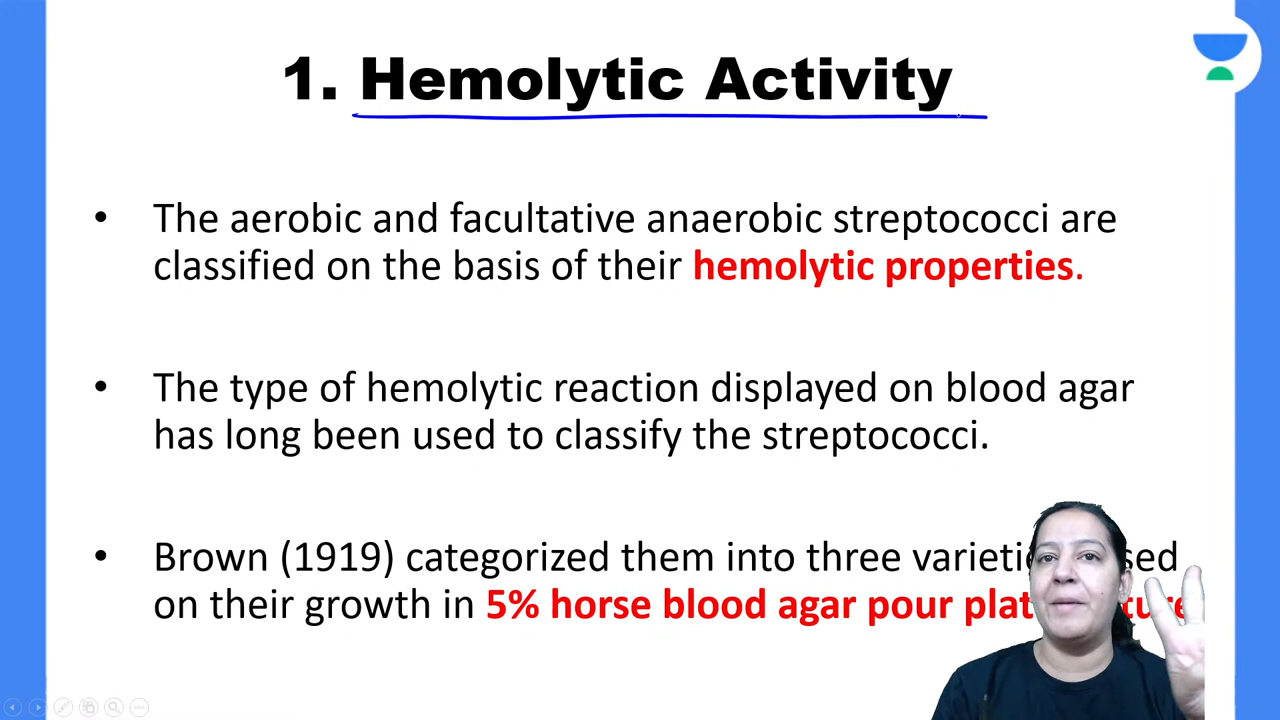 1. Hemolytic Activity
• The aerobic and facultative anaerobic streptococci are
classified on the basis of their hemolytic properties.
• The type of hemolytic reaction displayed on blood agar
has long been used to classify the streptococci.
• Brown (1919) categorized them into three
on their growth in 5% horse blood agar pour